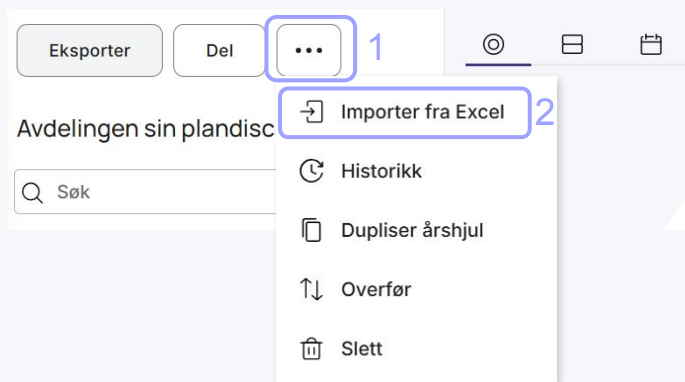 Eksporter
Del
1
Importer fra Excel
2
Avdelingen sin plandisc
Søk
Historikk
Dupliser årshjul
Overfør
Slett